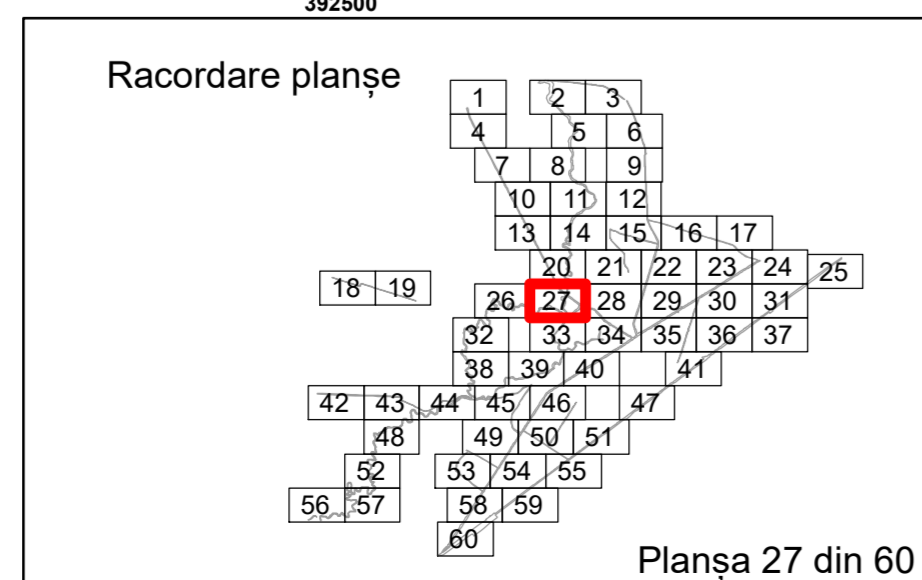 392500
Racordare planșe
1 2 3
4 5 6
7 8 9
10 11 12
13 14 15 16 17
20 21 22 23 24 25
18 19
26 27 28 29 30 31
32 33 34 35 36 37
38 39 40 41
42 43 44 45 46 47
48 49 50 51
52 53 54 55
56 57 58 59
60
Planșa 27 din 60